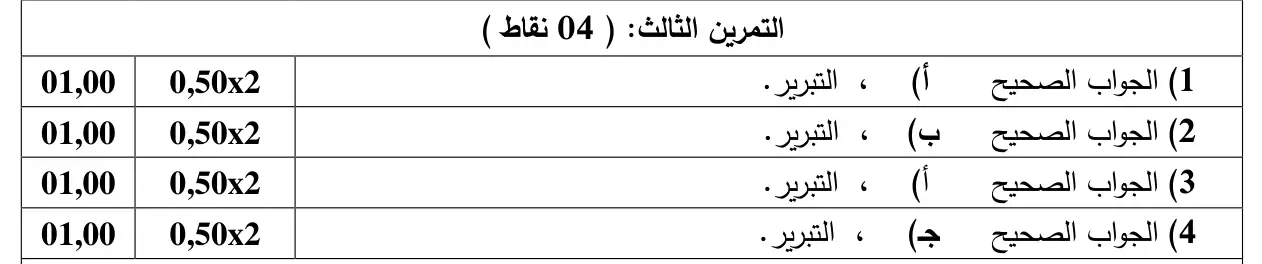 التمرين الثالث: ( 04 نقاط )
1) الجواب الصحيح أ) ، التبرير. 0,50x2 01,00
2) الجواب الصحيح ب) ، التبرير. 0,50x2 01,00
3) الجواب الصحيح أ) ، التبرير. 0,50x2 01,00
4) الجواب الصحيح جـ) ، التبرير. 0,50x2 01,00